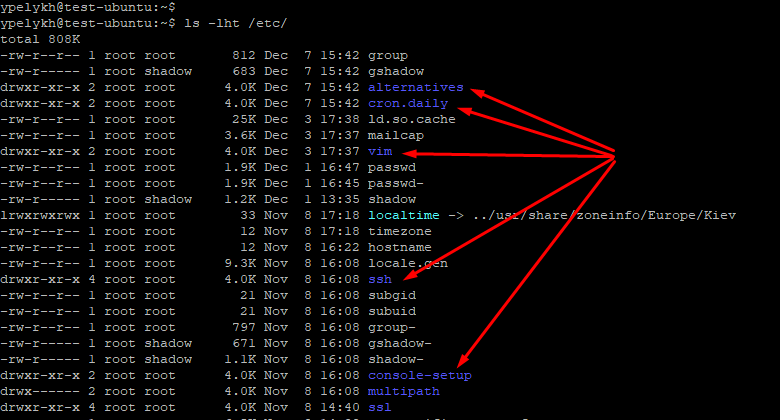 ypelykh@test-ubuntu:~$
ypelykh@test-ubuntu:~$ ls -lht /etc/
total 808K
-rw-r--r-- 1 root root 812 Dec 7 15:42 group
-rw-r----- 1 root shadow 683 Dec 7 15:42 gshadow
drwxr-xr-x 2 root root 4.0K Dec 7 15:42 alternatives
drwxr-xr-x 2 root root 4.0K Dec 7 15:42 cron.daily
-rw-r--r-- 1 root root 25K Dec 3 17:38 ld.so.cache
-rw-r--r-- 1 root root 3.6K Dec 3 17:37 mailcap
drwxr-xr-x 2 root root 4.0K Dec 3 17:37 vim
-rw-r--r-- 1 root root 1.9K Dec 1 16:47 passwd
-rw-r--r-- 1 root root 1.9K Dec 1 16:45 passwd-
-rw-r----- 1 root shadow 1.2K Dec 1 13:35 shadow
lrwxrwxrwx 1 root root 33 Nov 8 17:18 localtime -> ../usr/share/zoneinfo/Europe/Kiev
-rw-r--r-- 1 root root 12 Nov 8 17:18 timezone
-rw-r--r-- 1 root root 12 Nov 8 16:22 hostname
-rw-r--r-- 1 root root 9.3K Nov 8 16:08 locale.gen
drwxr-xr-x 4 root root 4.0K Nov 8 16:08 ssh
-rw-r--r-- 1 root root 21 Nov 8 16:08 subgid
-rw-r--r-- 1 root root 21 Nov 8 16:08 subuid
-rw-r--r-- 1 root root 797 Nov 8 16:08 group-
-rw-r----- 1 root shadow 671 Nov 8 16:08 gshadow-
-rw-r----- 1 root shadow 1.1K Nov 8 16:08 shadow-
drwxr-xr-x 2 root root 4.0K Nov 8 16:08 console-setup
drwx------ 2 root root 4.0K Nov 8 16:08 multipath
drwxr-xr-x 4 root root 4.0K Nov 8 14:40 ssl